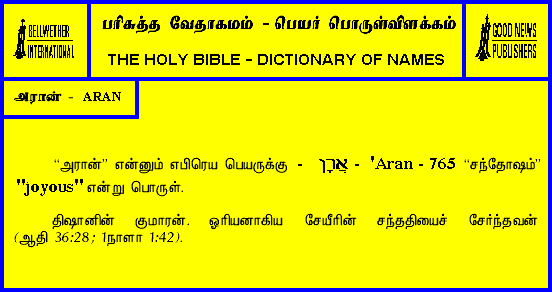 BELLWETHER
INTERNATIONAL
பரிசுத்த வேதாகமம் - பெயர் பொருள்விளக்கம்
THE HOLY BIBLE - DICTIONARY OF NAMES
GOOD NEWS
PUBLISHERS
அரான் - ARAN
“அரான்” என்னும் எபிரெய பெயருக்கு - אֲרָן - 'Aran - 765 “சந்தோஷம்”
"joyous" என்று பொருள்.
திஷானின் குமாரன். ஓரியனாகிய சேயீரின் சந்ததியைச் சேர்ந்தவன்
(ஆதி 36:28 ; 1நாளா 1:42).